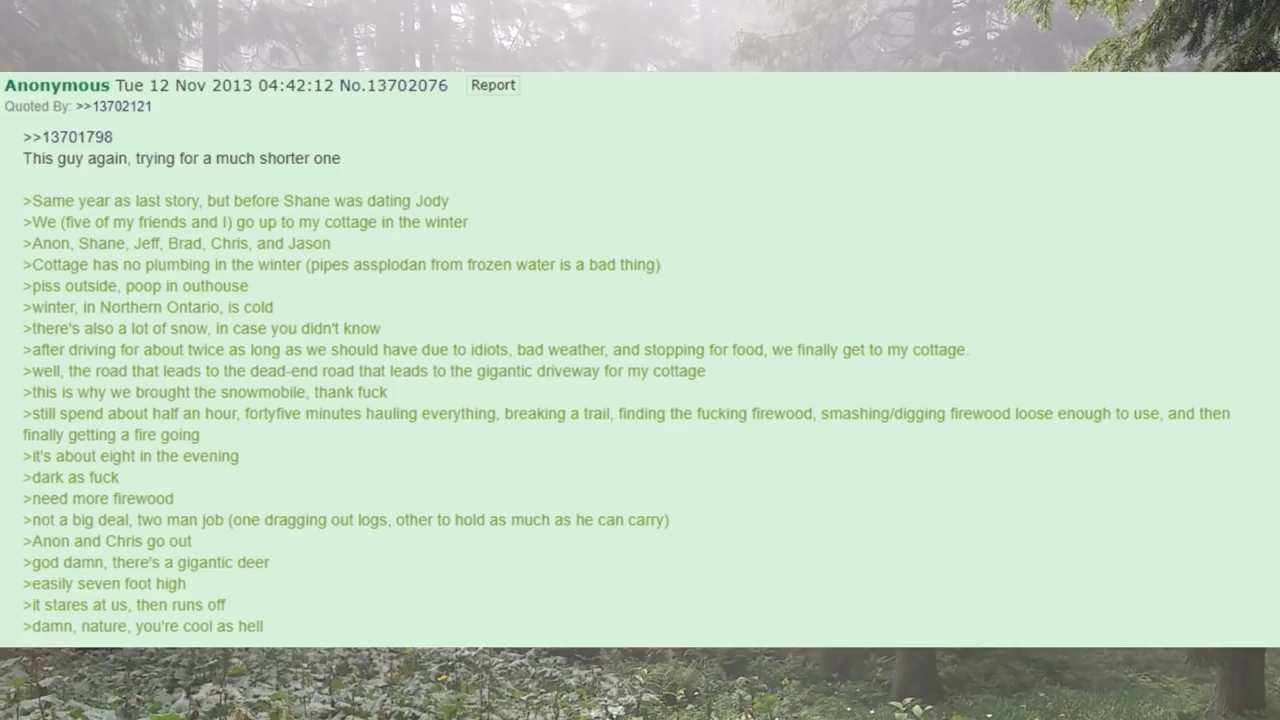 Anonymous Tue 12 Nov 2013 04:42:12 No.13702076 Report
Quoted By: >>13702121
>>13701798
This guy again, trying for a much shorter one
>Same year as last story, but before Shane was dating Jody
>We (five of my friends and I) go up to my cottage in the winter
>Anon, Shane, Jeff, Brad, Chris, and Jason
>Cottage has no plumbing in the winter (pipes assplodan from frozen water is a bad thing)
>piss outside, poop in outhouse
>winter, in Northern Ontario, is cold
>there's also a lot of snow, in case you didn't know
>after driving for about twice as long as we should have due to idiots, bad weather, and stopping for food, we finally get to my cottage.
>well, the road that leads to the dead-end road that leads to the gigantic driveway for my cottage
>this is why we brought the snowmobile, thank fuck
>still spend about half an hour, fortyfive minutes hauling everything, breaking a trail, finding the fucking firewood, smashing/digging firewood loose enough to use, and then
finally getting a fire going
>it's about eight in the evening
>dark as fuck
>need more firewood
>not a big deal, two man job (one dragging out logs, other to hold as much as he can carry)
>Anon and Chris go out
>god damn, there's a gigantic deer
>easily seven foot high
>it stares at us, then runs off
>damn, nature, you're cool as hell